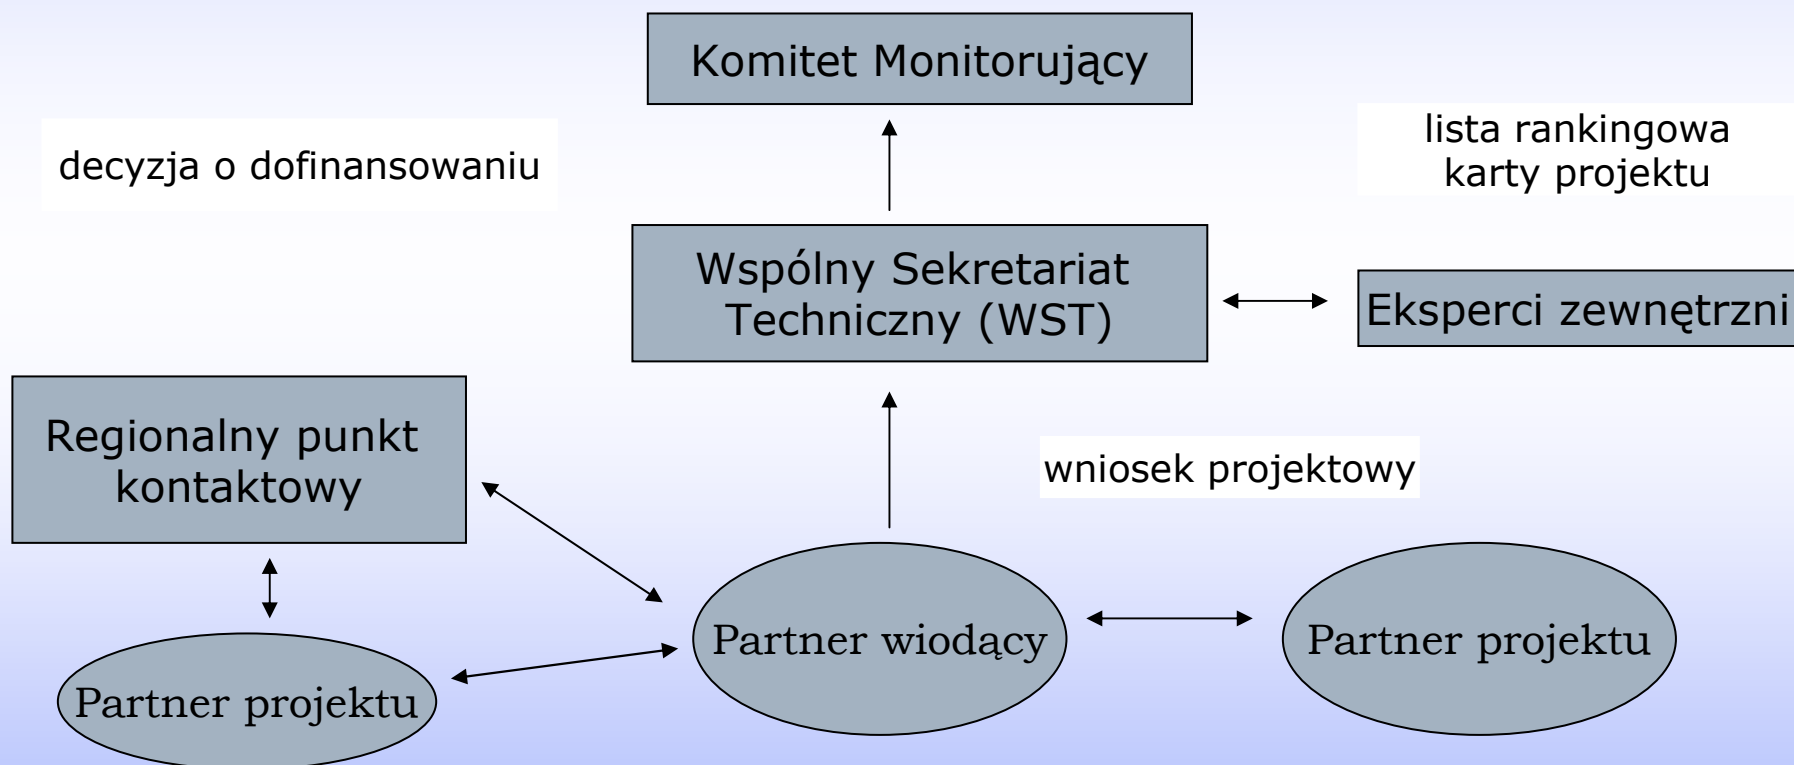 Komitet Monitorujący
decyzja o dofinansowaniu
lista rankingowa
karty projektu
Wspólny Sekretariat
Techniczny (WST)
Eksperci zewnętrzni
Regionalny punkt
kontaktowy
wniosek projektowy
Partner wiodący
Partner projektu
Partner projektu